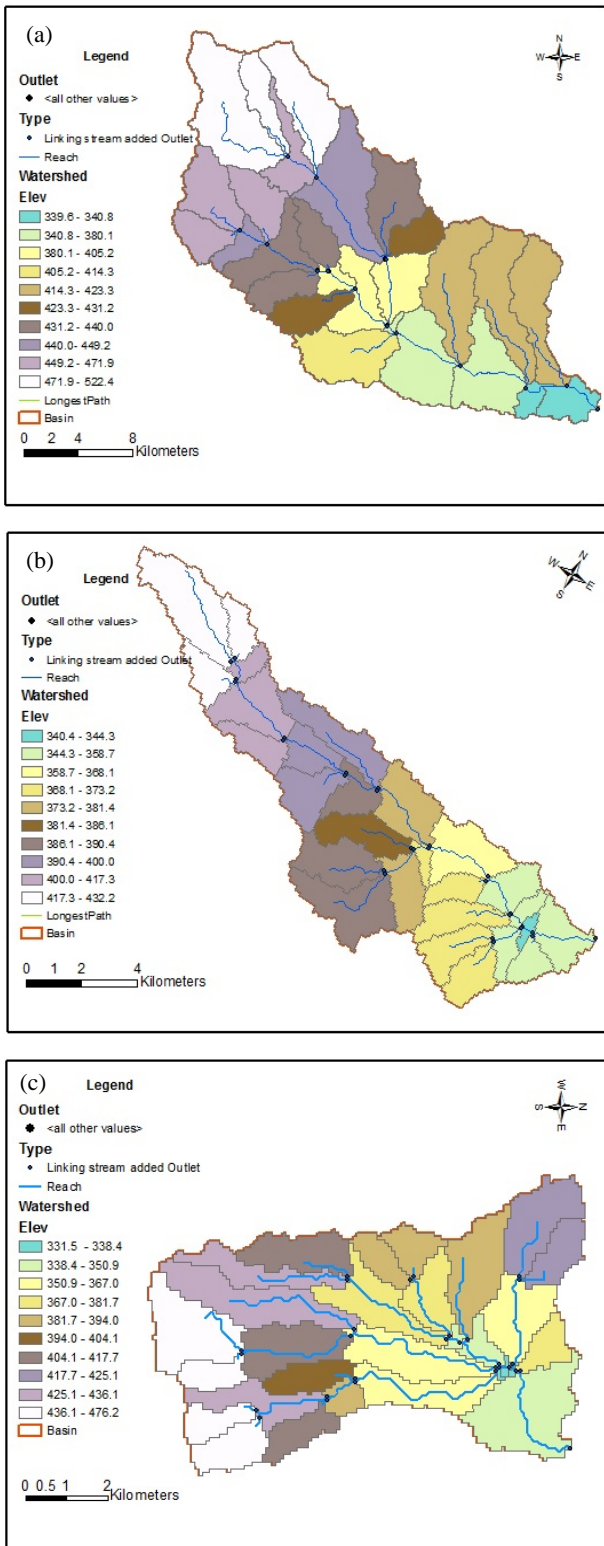 (a)
Legend
N
W E
S
Outlet
<all other values>
Type
Linking stream added Outlet
Reach
Watershed
Elev
339.6 - 340.8
340.8 - 380.1
380.1 - 405.2
405.2 - 414.3
414.3 - 423.3
423.3 - 431.2
431.2 - 440.0
440.0 - 449.2
449.2 - 471.9
471.9 - 522.4
LongestPath
Basin
0 2 4 8
Kilometers
(b)
Legend
N
W E
S
Outlet
<all other values>
Type
Linking stream added Outlet
Reach
Watershed
Elev
340.4 - 344.3
344.3 - 358.7
358.7 - 368.1
368.1 - 373.2
373.2 - 381.4
381.4 - 386.1
386.1 - 390.4
390.4 - 400.0
400.0 - 417.3
417.3 - 432.2
LongestPath
Basin
0 1 2 4
Kilometers
(c)
Legend
W
S N
E
Outlet
<all other values>
Type
Linking stream added Outlet
Reach
Watershed
Elev
331.5 - 338.4
338.4 - 350.9
350.9 - 367.0
367.0 - 381.7
381.7 - 394.0
394.0 - 404.1
404.1 - 417.7
417.7 - 425.1
425.1 - 436.1
436.1 - 476.2
Basin
0 0.5 1 2
Kilometers